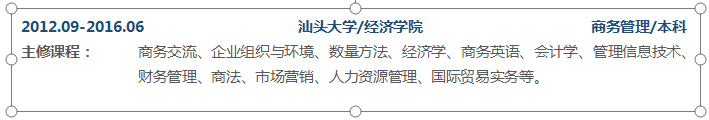 2012.09-2016.06 汕头大学/经济学院 商务管理/本科
主修课程： 商务交流、企业组织与环境、数量方法、经济学、商务英语、会计学、管理信息技术、
财务管理、商法、市场营销、人力资源管理、国际贸易实务等。